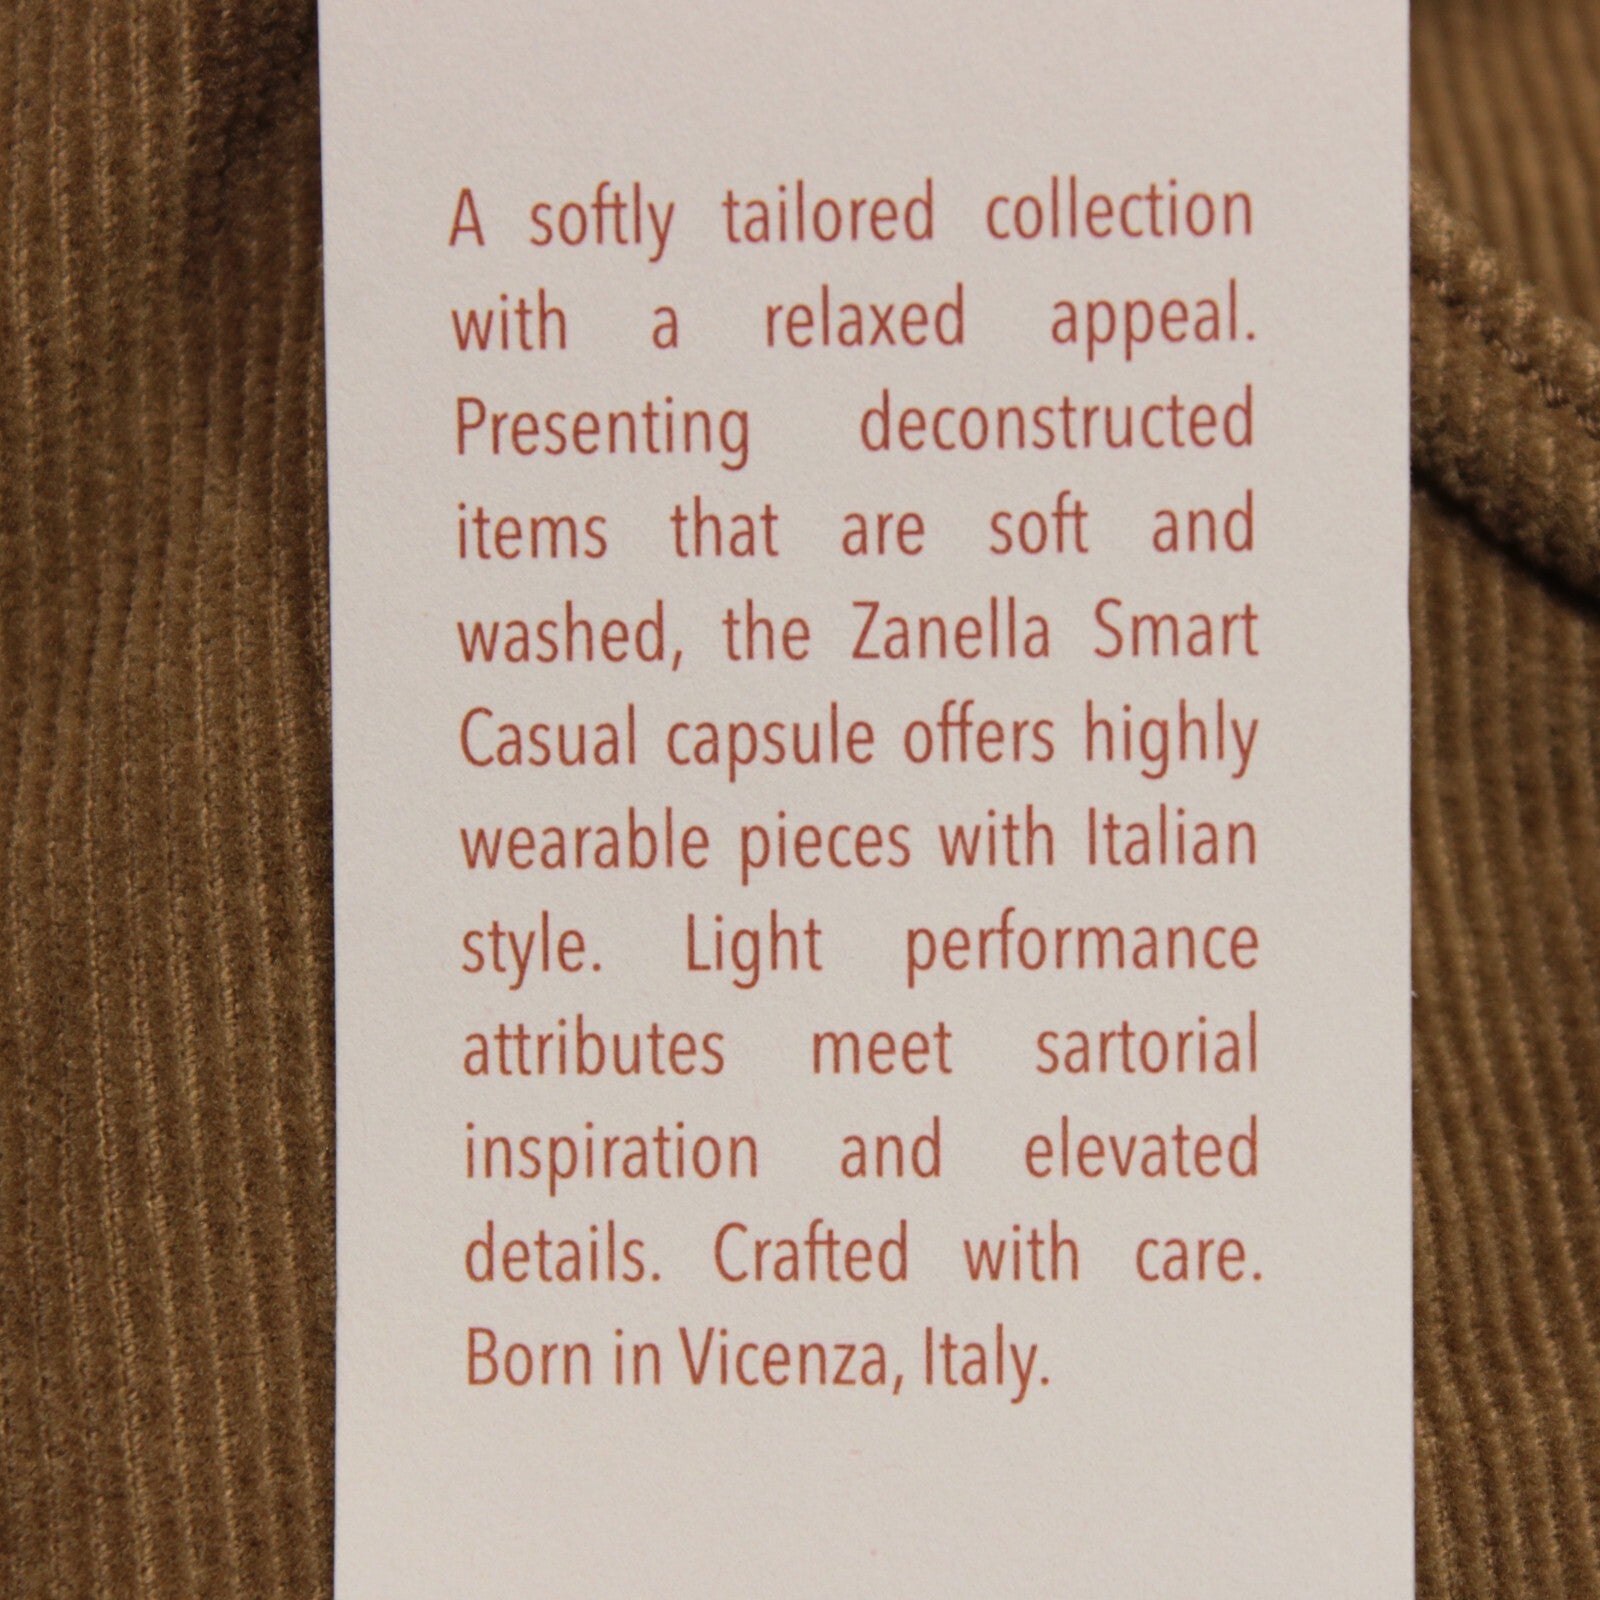 A softly tailored collection
with a relaxed appeal.
Presenting deconstructed
items that are soft and
washed, the Zanella Smart
Casual capsule offers highly
wearable pieces with Italian
style. Light performance
attributes meet sartorial
inspiration and elevated
details. Crafted with care.
Born in Vicenza, Italy.